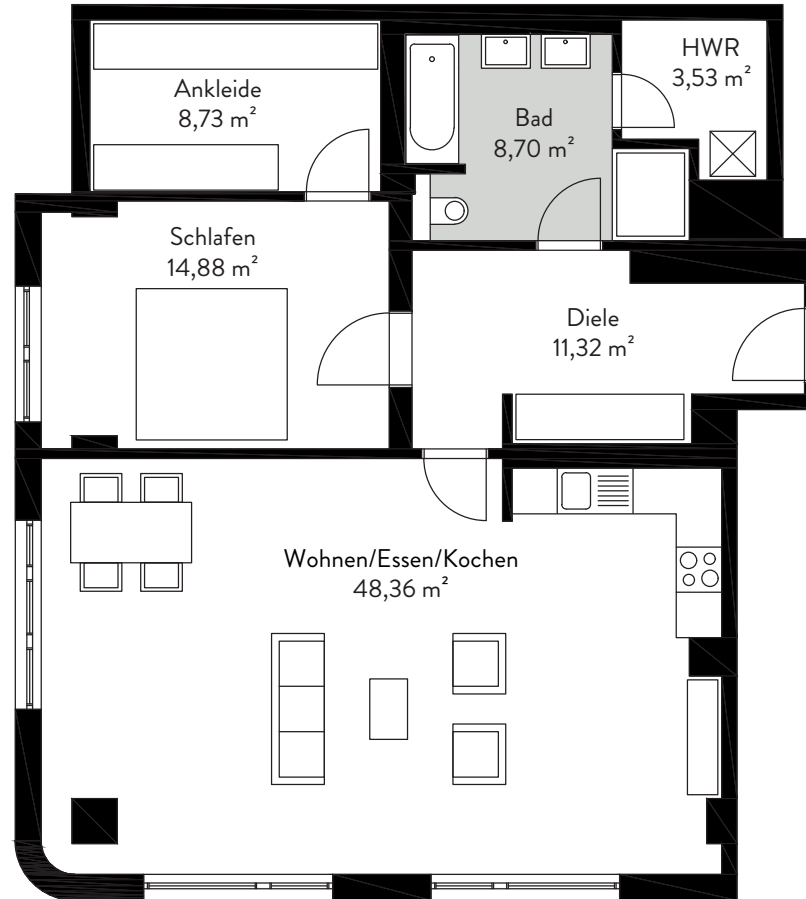 Ankleide
8,73 m²
HWR
3,53 m²
Bad
8,70 m²
Schlafen
14,88 m²
Diele
11,32 m²
Wohnen/Essen/Kochen
48,36 m²